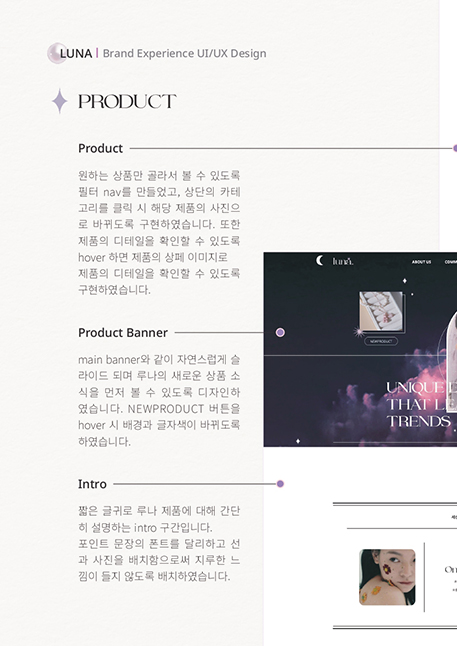 LUNA | Brand Experience UI/UX Design
PRODUCT
Product
원하는 상품만 골라서 볼 수 있도록
필터 nav를 만들었고, 상단의 카테
고리를 클릭 시 해당 제품의 사진으
로 바뀌도록 구현하였습니다. 또한
제품의 디테일을 확인할 수 있도록
hover 하면 제품의 상페 이미지로
제품의 디테일을 확인할 수 있도록
구현하였습니다.
Product Banner
main banner와 같이 자연스럽게 슬
라이드 되며 루나의 새로운 상품 소
식을 먼저 볼 수 있도록 디자인하
였습니다. NEWPRODUCT 버튼을
hover 시 배경과 글자색이 바뀌도록
하였습니다.
Intro
짧은 글귀로 루나 제품에 대해 간단
히 설명하는 intro 구간입니다.
포인트 문장의 폰트를 달리하고 선
과 사진을 배치함으로써 지루한 느
낌이 들지 않도록 배치하였습니다.
luna.
ABOUT US
NEWPRODUCT
UNIQUE
THAT
TRENDS